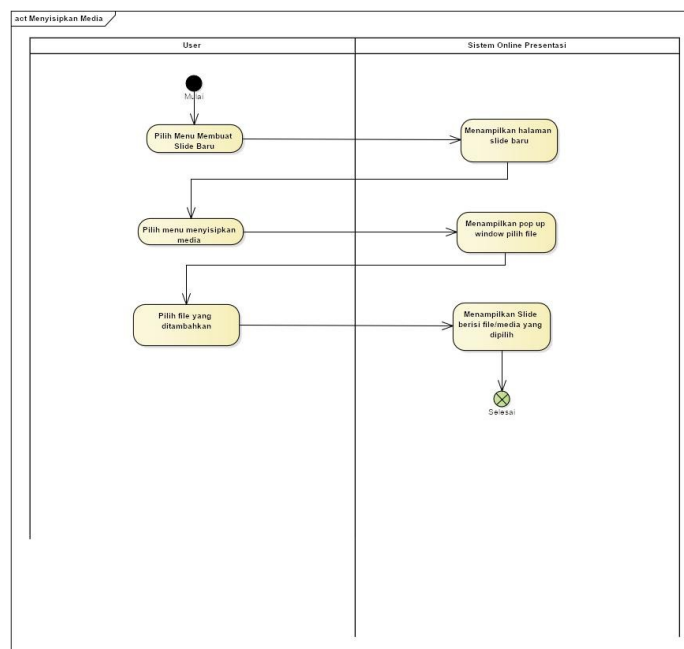 act Menyisipkan Media
User
Sistem Online Presentasi
Mulai
Pilih Menu Membuat
Slide Baru
Menampilkan halaman
slide baru
Pilih menu menyisipkan
media
Menampilkan pop up
window pilih file
Pilih file yang
ditambahkan
Menampilkan Slide
berisi file/media yang
dipilih
Selesai